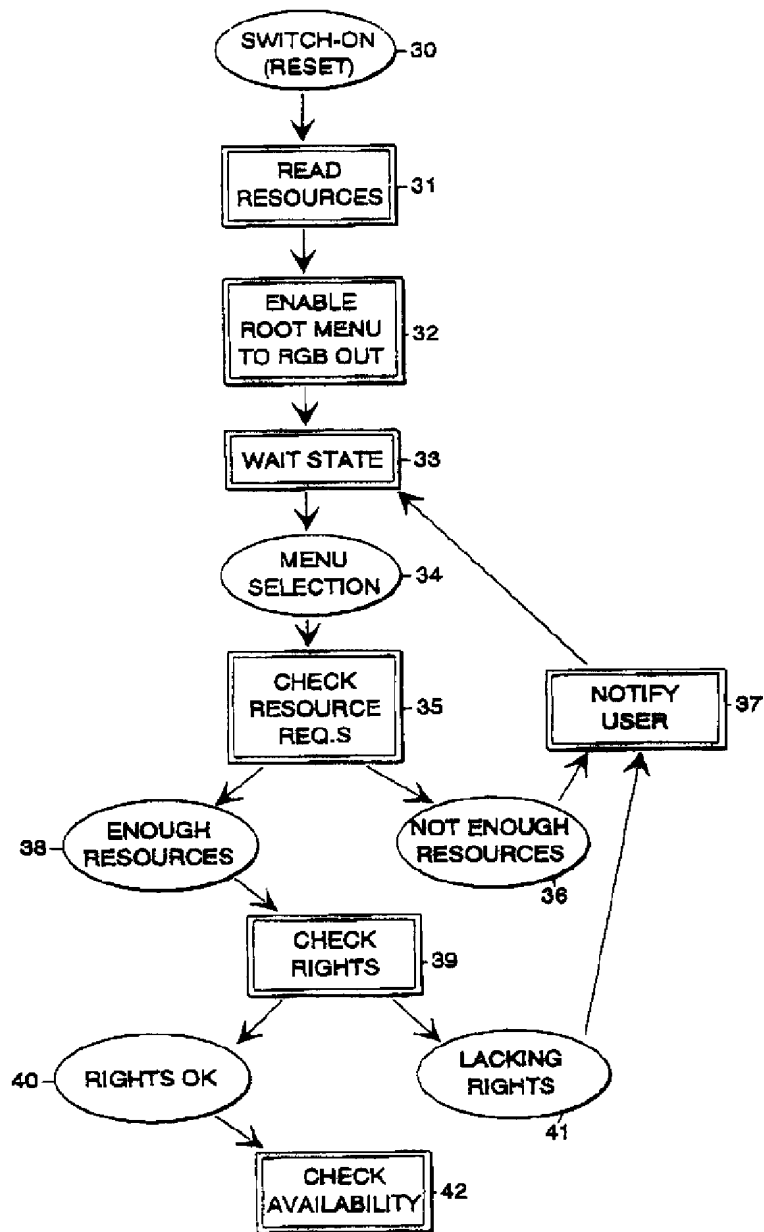 SWITCH-ON
(RESET)
30
READ
RESOURCES
31
ENABLE
ROOT MENU
TO RGB OUT
32
WAIT STATE
33
MENU
SELECTION
34
CHECK
RESOURCE
REQ.S
35
NOTIFY
USER
37
ENOUGH
RESOURCES
38
NOT ENOUGH
RESOURCES
36
CHECK
RIGHTS
39
RIGHTS OK
40
LACKING
RIGHTS
41
CHECK
AVAILABILITY
42